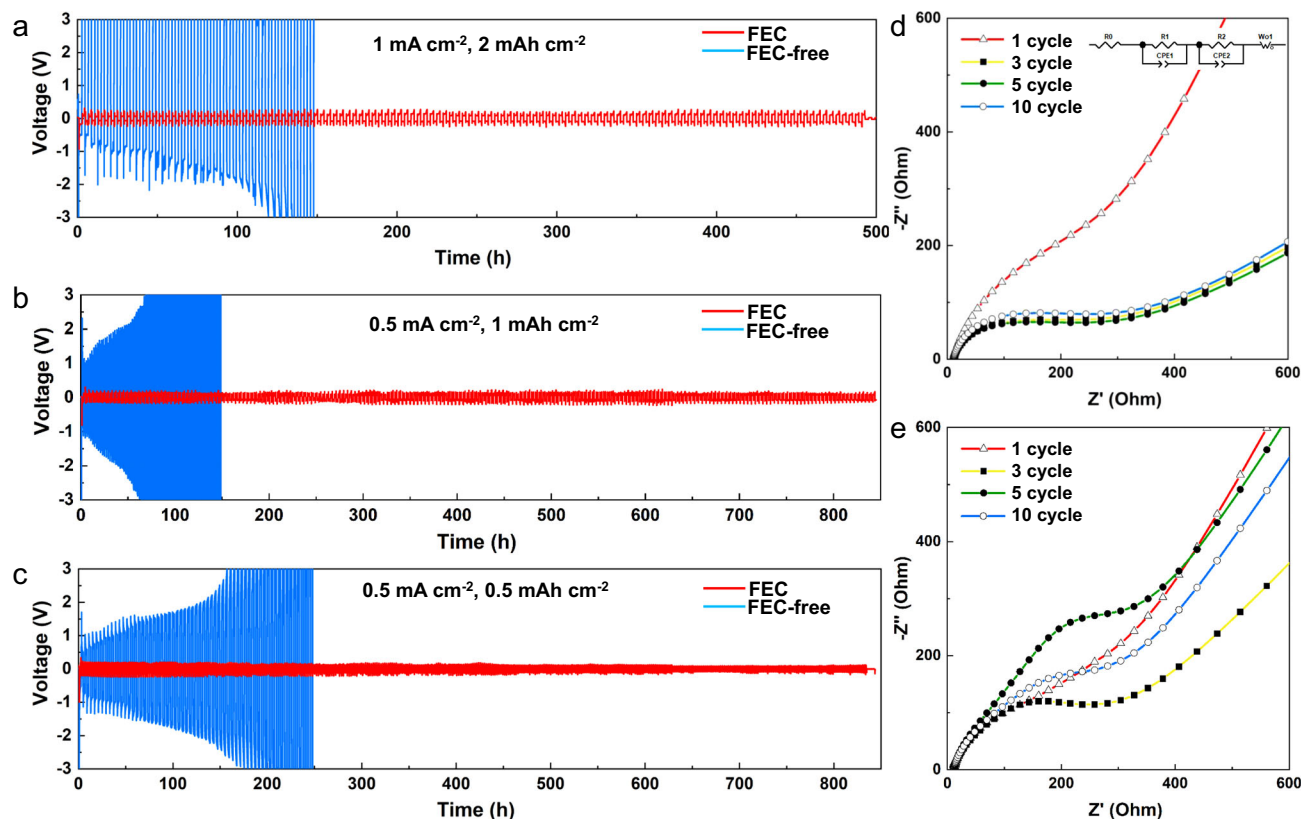 a
3
2
1
0
-1
-2
-3
Voltage (V)
1 mA cm-2, 2 mAh cm-2
FEC
FEC-free
0
100
200
300
400
500
Time (h)
b
3
2
1
0
-1
-2
-3
Voltage (V)
0.5 mA cm-2, 1 mAh cm-2
FEC
FEC-free
0
100
200
300
400
500
600
700
800
Time (h)
c
3
2
1
0
-1
-2
-3
Voltage (V)
0.5 mA cm-2, 0.5 mAh cm-2
FEC
FEC-free
0
100
200
300
400
500
600
700
800
Time (h)
d
600
400
200
0
-Z'' (Ohm)
1 cycle
3 cycle
5 cycle
10 cycle
R0
R1
R2
Wo1
CPE1
CPE2
0
200
400
600
Z' (Ohm)
e
600
400
200
0
-Z'' (Ohm)
1 cycle
3 cycle
5 cycle
10 cycle
0
200
400
600
Z' (Ohm)